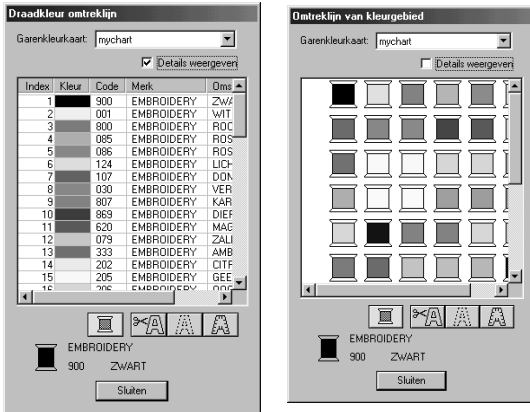 Draadkleur omtreklijn
Garenkleurkaart: mychart
Details weergeven
Index Kleur Code Merk Oms
1 900 EMBROIDERY ZWA
2 001 EMBROIDERY WIT
3 800 EMBROIDERY ROO
4 085 EMBROIDERY ROS
5 086 EMBROIDERY ROS
6 124 EMBROIDERY LICH
7 107 EMBROIDERY DON
8 030 EMBROIDERY VER
9 807 EMBROIDERY KAR
10 869 EMBROIDERY DIEF
11 620 EMBROIDERY MAG
12 079 EMBROIDERY ZALI
13 333 EMBROIDERY AMB
14 202 EMBROIDERY CITF
15 205 EMBROIDERY GEE
16 206 EMBROIDERY
EMBROIDERY
900 ZWART
Sluiten
Omtreklijn van kleurgebied
Garenkleurkaart: mychart
Details weergeven
EMBROIDERY
900 ZWART
Sluiten